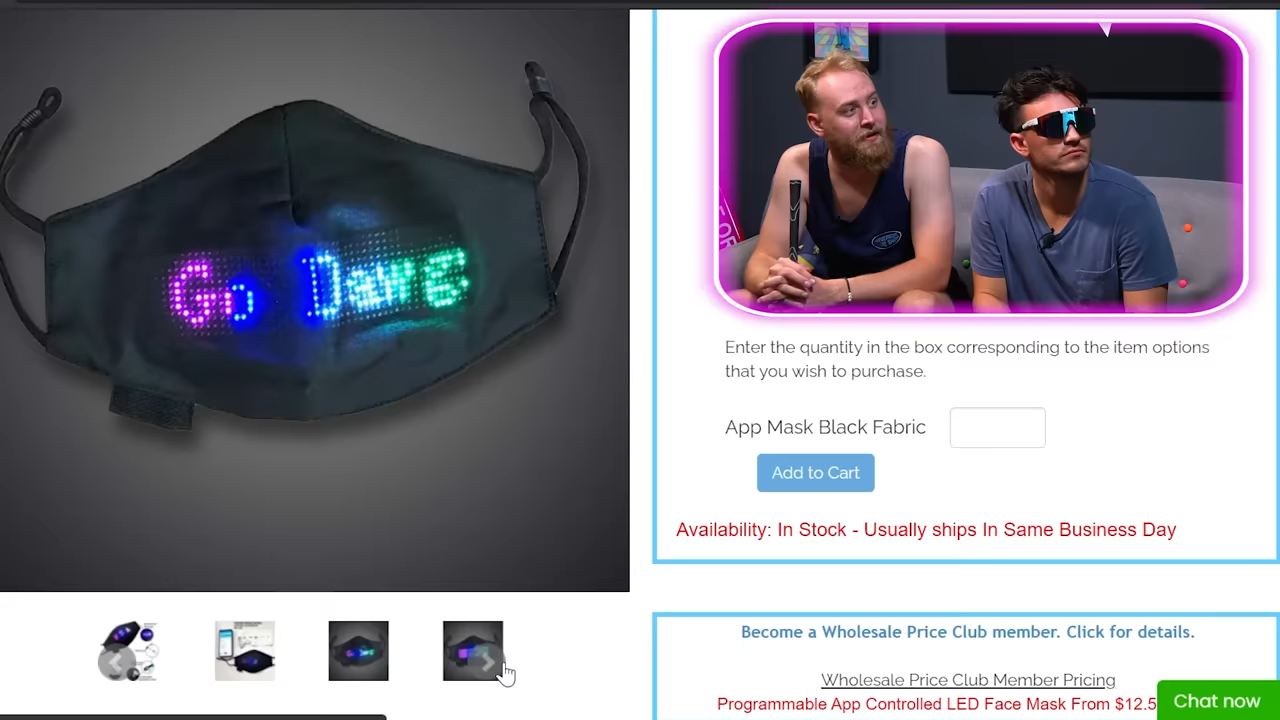 Go Dave
Enter the quantity in the box corresponding to the item options
that you wish to purchase.
App Mask Black Fabric
Add to Cart
Availability: In Stock - Usually ships In Same Business Day
Become a Wholesale Price Club member. Click for details.
Wholesale Price Club Member Pricing
Programmable App Controlled LED Face Mask From $12.5
Chat now